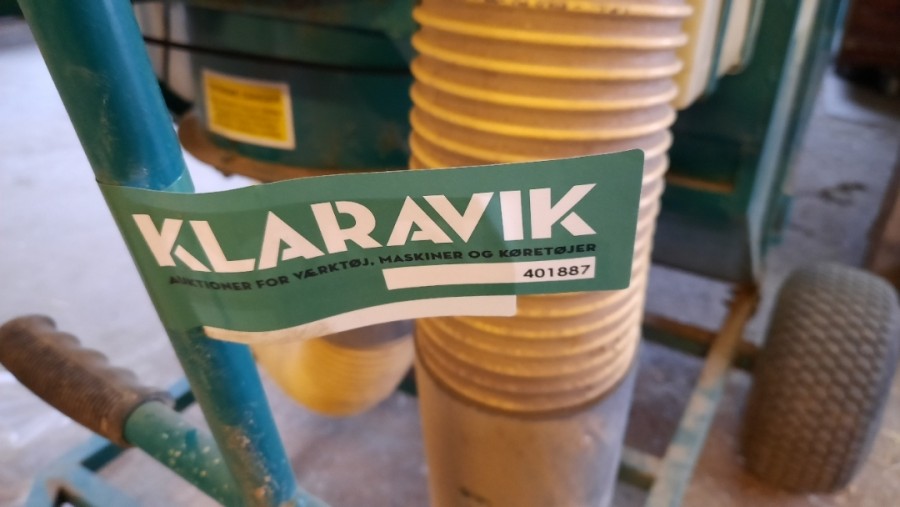 KLARAVIK
AUKTIONER FOR VÆRKTØJ, MASKINER OG KØRETØJER
401887